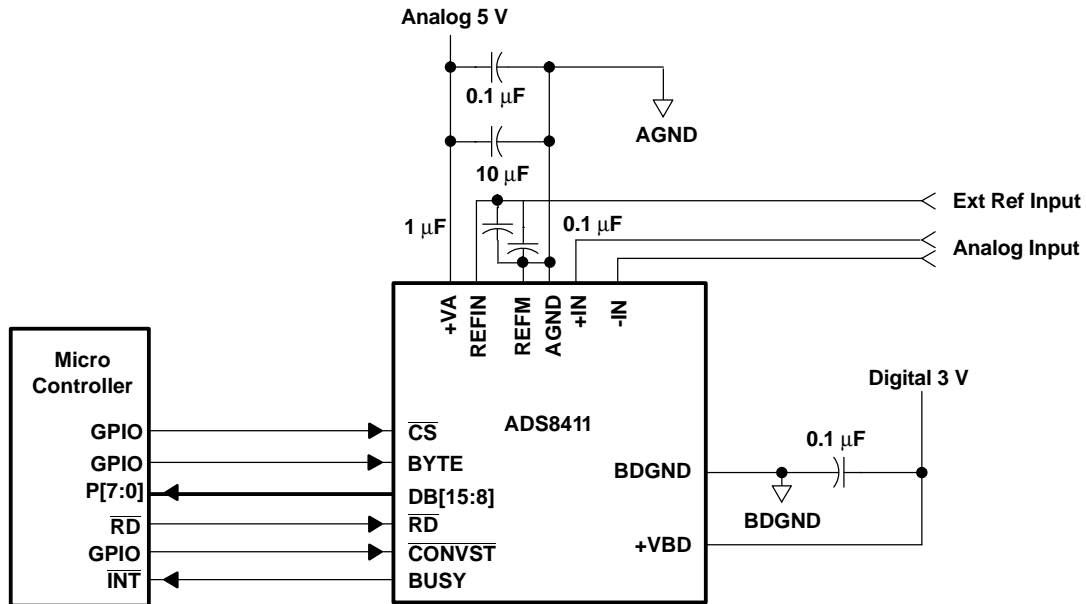 Analog 5 V
0.1 µF
AGND
10 µF
1 µF
0.1 µF
Ext Ref Input
Analog Input
+VA
REFIN
REFM
AGND
+IN
-IN
Micro
Controller
Digital 3 V
GPIO
CS
ADS8411
0.1 µF
GPIO
BYTE
BDGND
P[7:0]
DB[15:8]
BDGND
RD
RD
GPIO
CONVST
+VBD
INT
BUSY